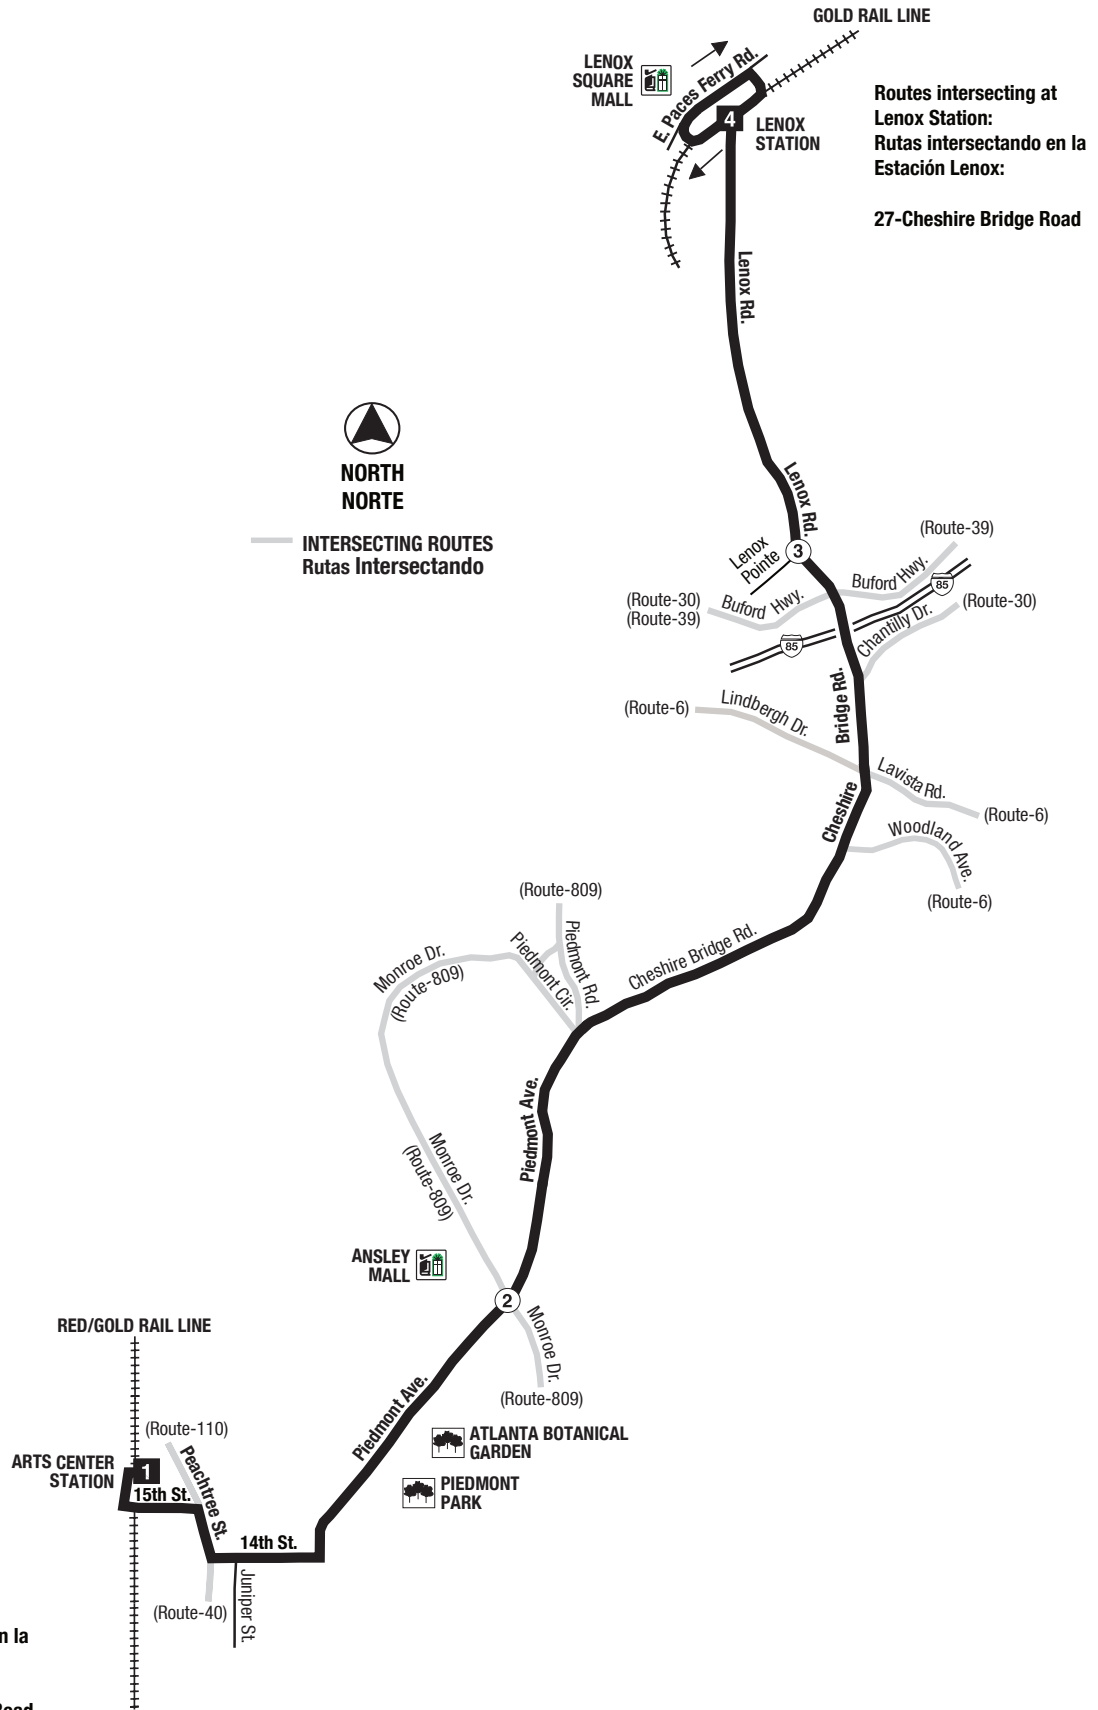 GOLD RAIL LINE
LENOX
SQUARE
MALL
E. Paces Ferry Rd.
4
LENOX
STATION
Routes intersecting at
Lenox Station:
Rutas intersectando en la
Estación Lenox:
27-Cheshire Bridge Road
Lenox Rd.
NORTH
NORTE
INTERSECTING ROUTES
Rutas Intersectando
Lenox Rd.
3
Lenox
Pointe
(Route-39)
Buford Hwy.
85
(Route-30)
(Route-39)
Buford Hwy.
(Route-30)
Chantilly Dr.
85
Bridge Rd.
(Route-6)
Lindbergh Dr.
Lavista Rd.
(Route-6)
Cheshire
Woodland Ave.
(Route-6)
(Route-809)
Piedmont Rd.
Piedmont Cir.
Monroe Dr.
(Route-809)
Cheshire Bridge Rd.
Piedmont Ave.
Monroe Dr.
(Route-809)
ANSLEY
MALL
2
Monroe Dr.
(Route-809)
RED/GOLD RAIL LINE
Piedmont Ave.
ATLANTA BOTANICAL
GARDEN
PIEDMONT
PARK
(Route-110)
ARTS CENTER
STATION
1
15th St.
Peachtree St.
14th St.
Juniper St.
(Route-40)
n la
Road